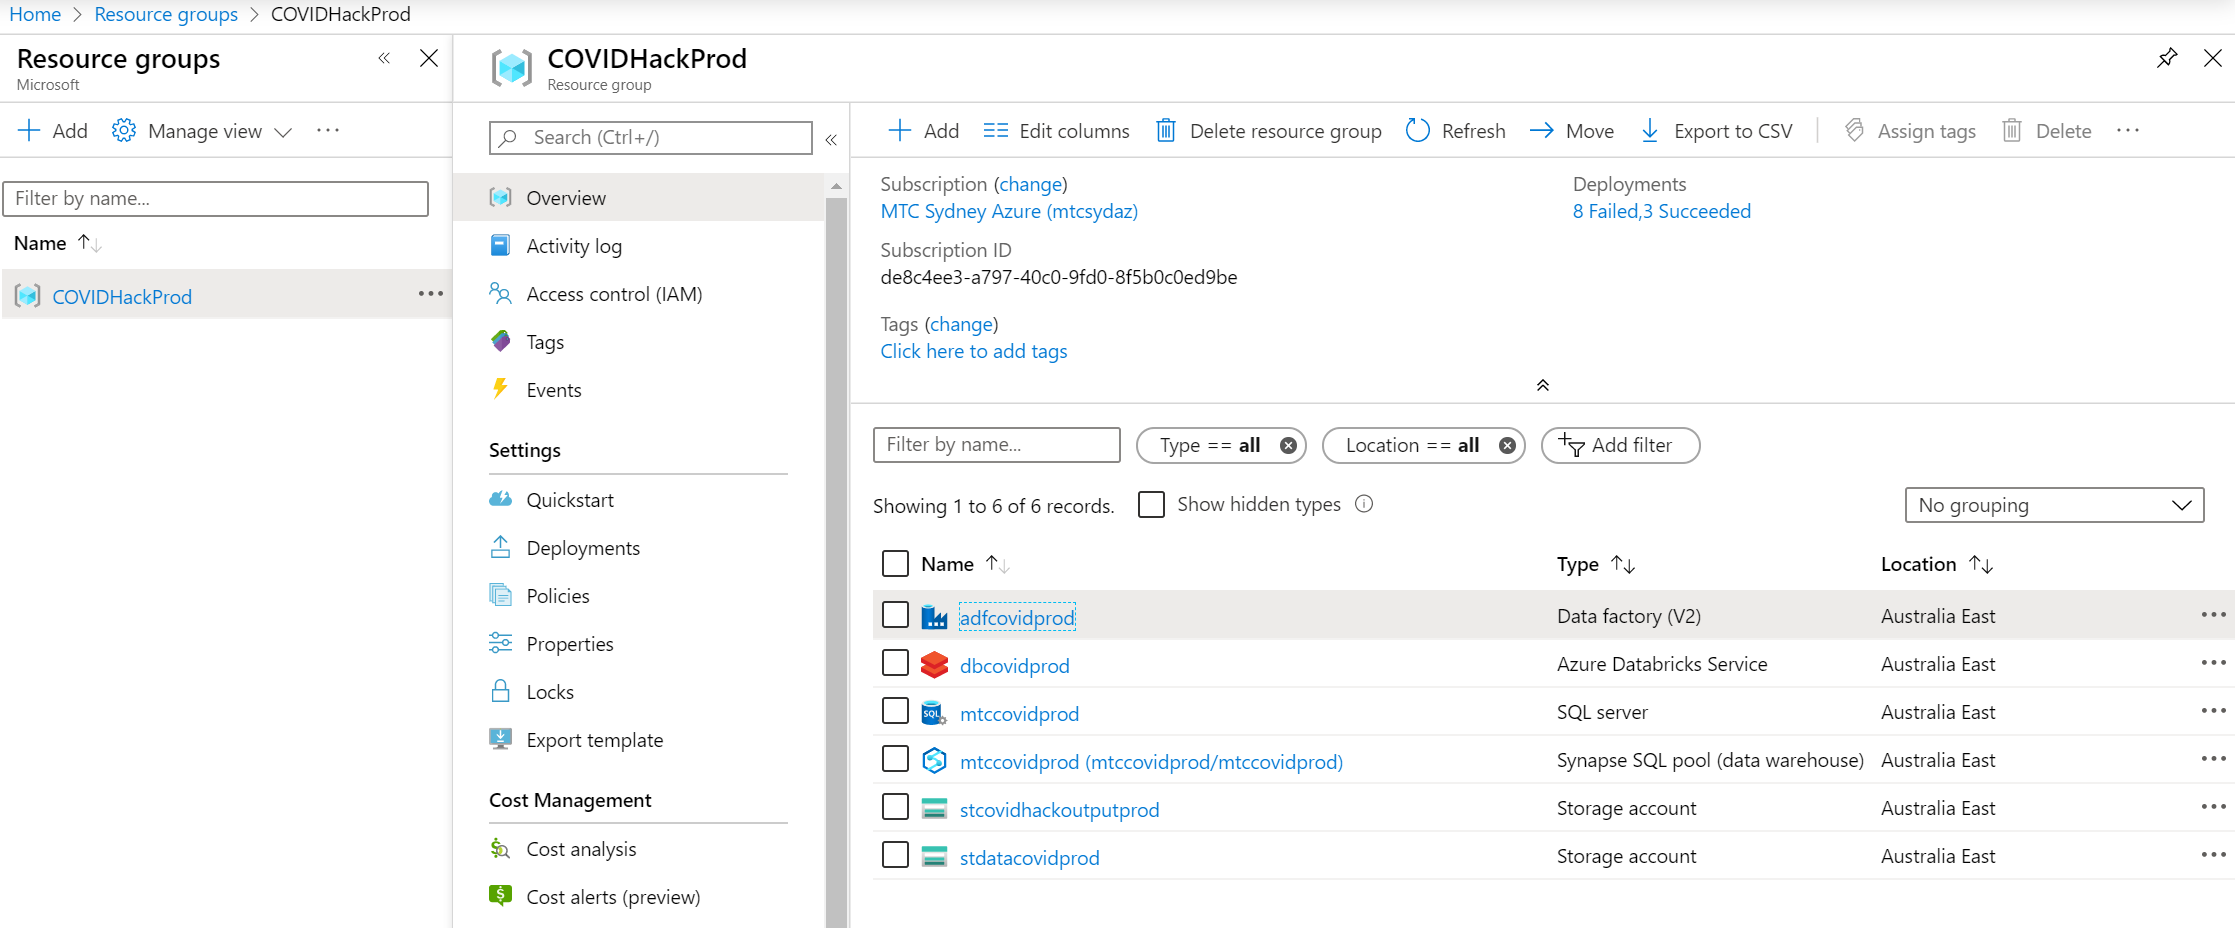 Home > Resource groups > COVIDHackProd
Resource groups
Microsoft
Add Manage view
Filter by name...
Name
COVIDHackProd
COVIDHackProd
Resource group
Search (Ctrl+/)
Overview
Activity log
Access control (IAM)
Tags
Events
Settings
Quickstart
Deployments
Policies
Properties
Locks
Export template
Cost Management
Cost analysis
Cost alerts (preview)
Add Edit columns Delete resource group Refresh Move Export to CSV Assign tags Delete
Subscription (change)
MTC Sydney Azure (mtcsydaz)
Subscription ID
de8c4ee3-a797-40c0-9fd0-8f5b0c0ed9be
Tags (change)
Click here to add tags
Deployments
8 Failed,3 Succeeded
Filter by name... Type == all Location == all Add filter
Showing 1 to 6 of 6 records. Show hidden types No grouping
Name Type Location
adfcovidprod Data factory (V2) Australia East
dbcovidprod Azure Databricks Service Australia East
mtccovidprod SQL server Australia East
mtccovidprod (mtccovidprod/mtccovidprod) Synapse SQL pool (data warehouse) Australia East
stcovidhackoutputprod Storage account Australia East
stdatacovidprod Storage account Australia East